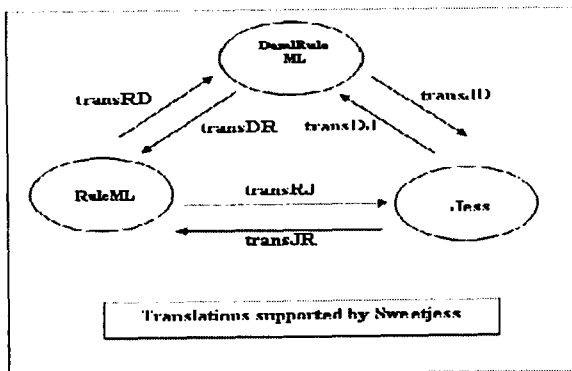 DamlRule
ML
transRD
transJD
transDR
transDJ
RuleML
transRJ
Jess
transJR
Translations supported by Sweetjess